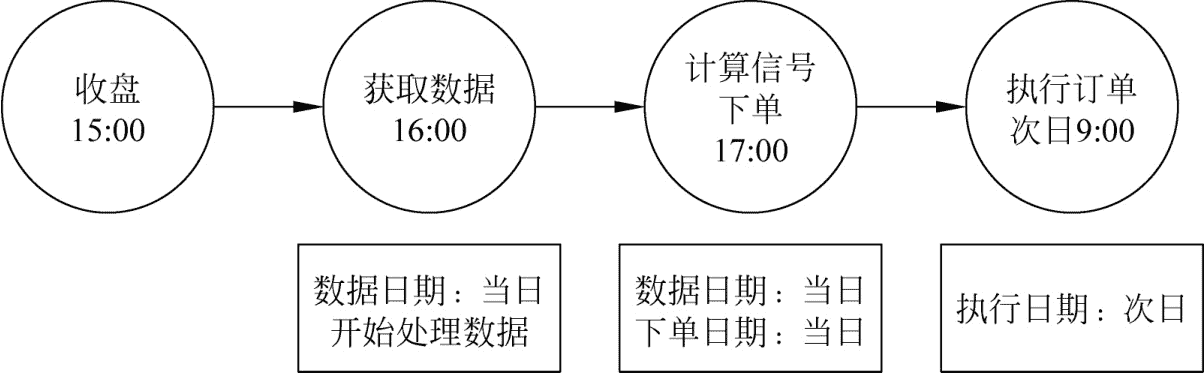 收盘
15:00
获取数据
16:00
计算信号
下单
17:00
执行订单
次日9:00
数据日期：当日
开始处理数据
数据日期：当日
下单日期：当日
执行日期：次日